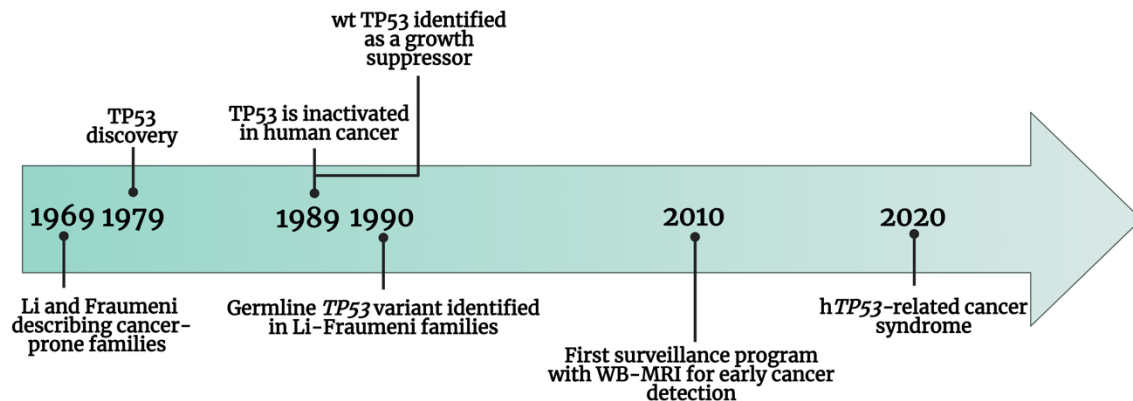 wt TP53 identified
as a growth
suppressor
TP53
discovery
TP53 is inactivated
in human cancer
1969 1979 1989 1990 2010 2020
Li and Fraumeni
describing cancer-
prone families
Germline TP53 variant identified
in Li-Fraumeni families
First surveillance program
with WB-MRI for early cancer
detection
hTP53-related cancer
syndrome